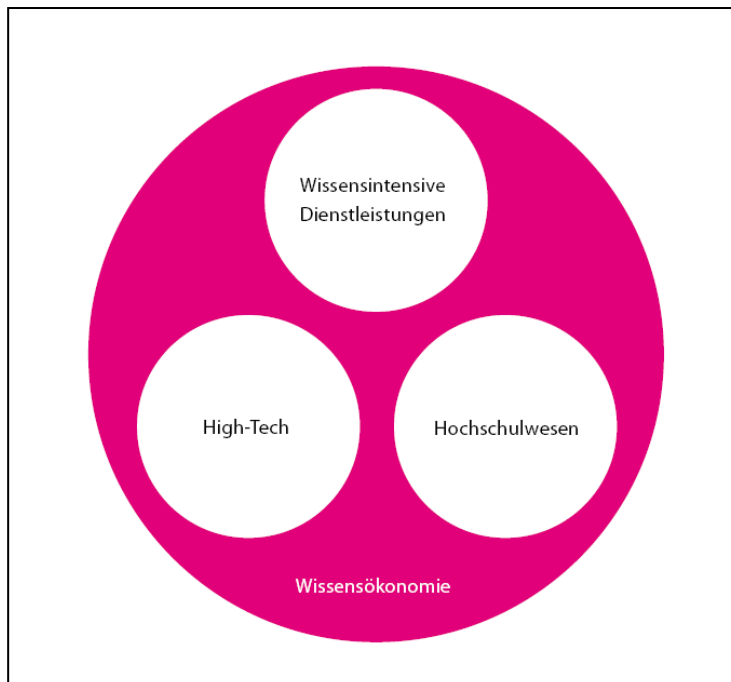 Wissensintensive
Dienstleistungen
High-Tech
Hochschulwesen
Wissensökonomie